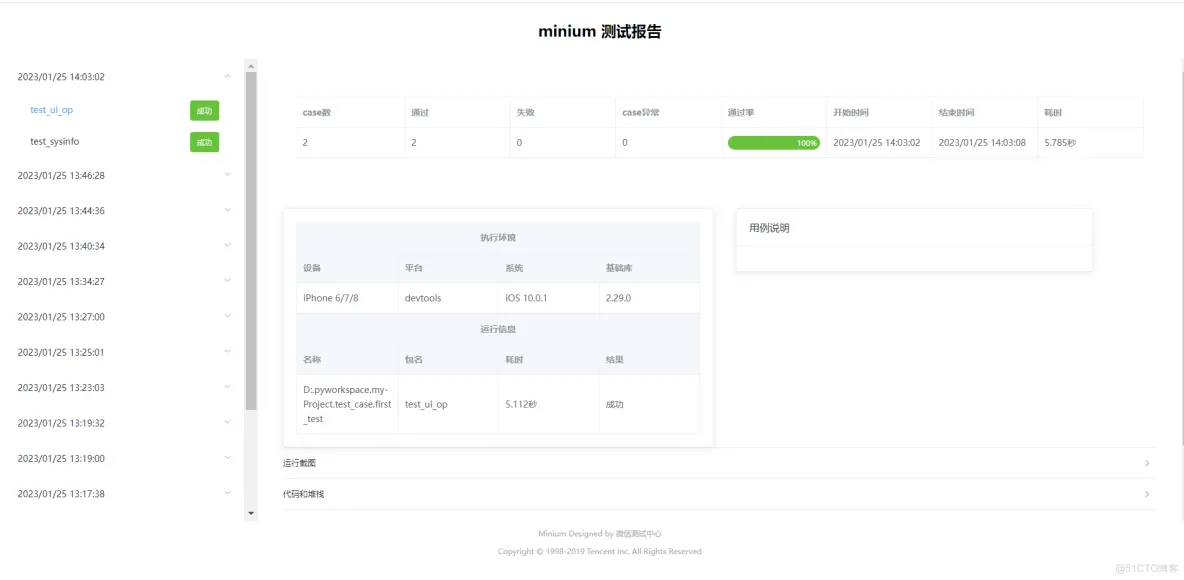 minium 测试报告
2023/01/25 14:03:02
test_ui_op 成功
test_sysinfo 成功
2023/01/25 13:46:28
2023/01/25 13:44:36
2023/01/25 13:40:34
2023/01/25 13:34:27
2023/01/25 13:27:00
2023/01/25 13:25:01
2023/01/25 13:23:03
2023/01/25 13:19:32
2023/01/25 13:19:00
2023/01/25 13:17:38
case数 通过 失败 case异常 通过率 开始时间 结束时间 耗时
2 2 0 0 100% 2023/01/25 14:03:02 2023/01/25 14:03:08 5.785秒
执行环境
设备 平台 系统 基础库
iPhone 6/7/8 devtools iOS 10.0.1 2.29.0
运行信息
名称 包名 耗时 结果
D:.pyworkspace.my-
Project.test_case.first test_ui_op 5.112秒 成功
_test
用例说明
运行截图
代码和堆栈
Minium Designed by 微信测试中心
Copyright © 1998-2019 Tencent Inc. All Rights Reserved
@51CTO博客